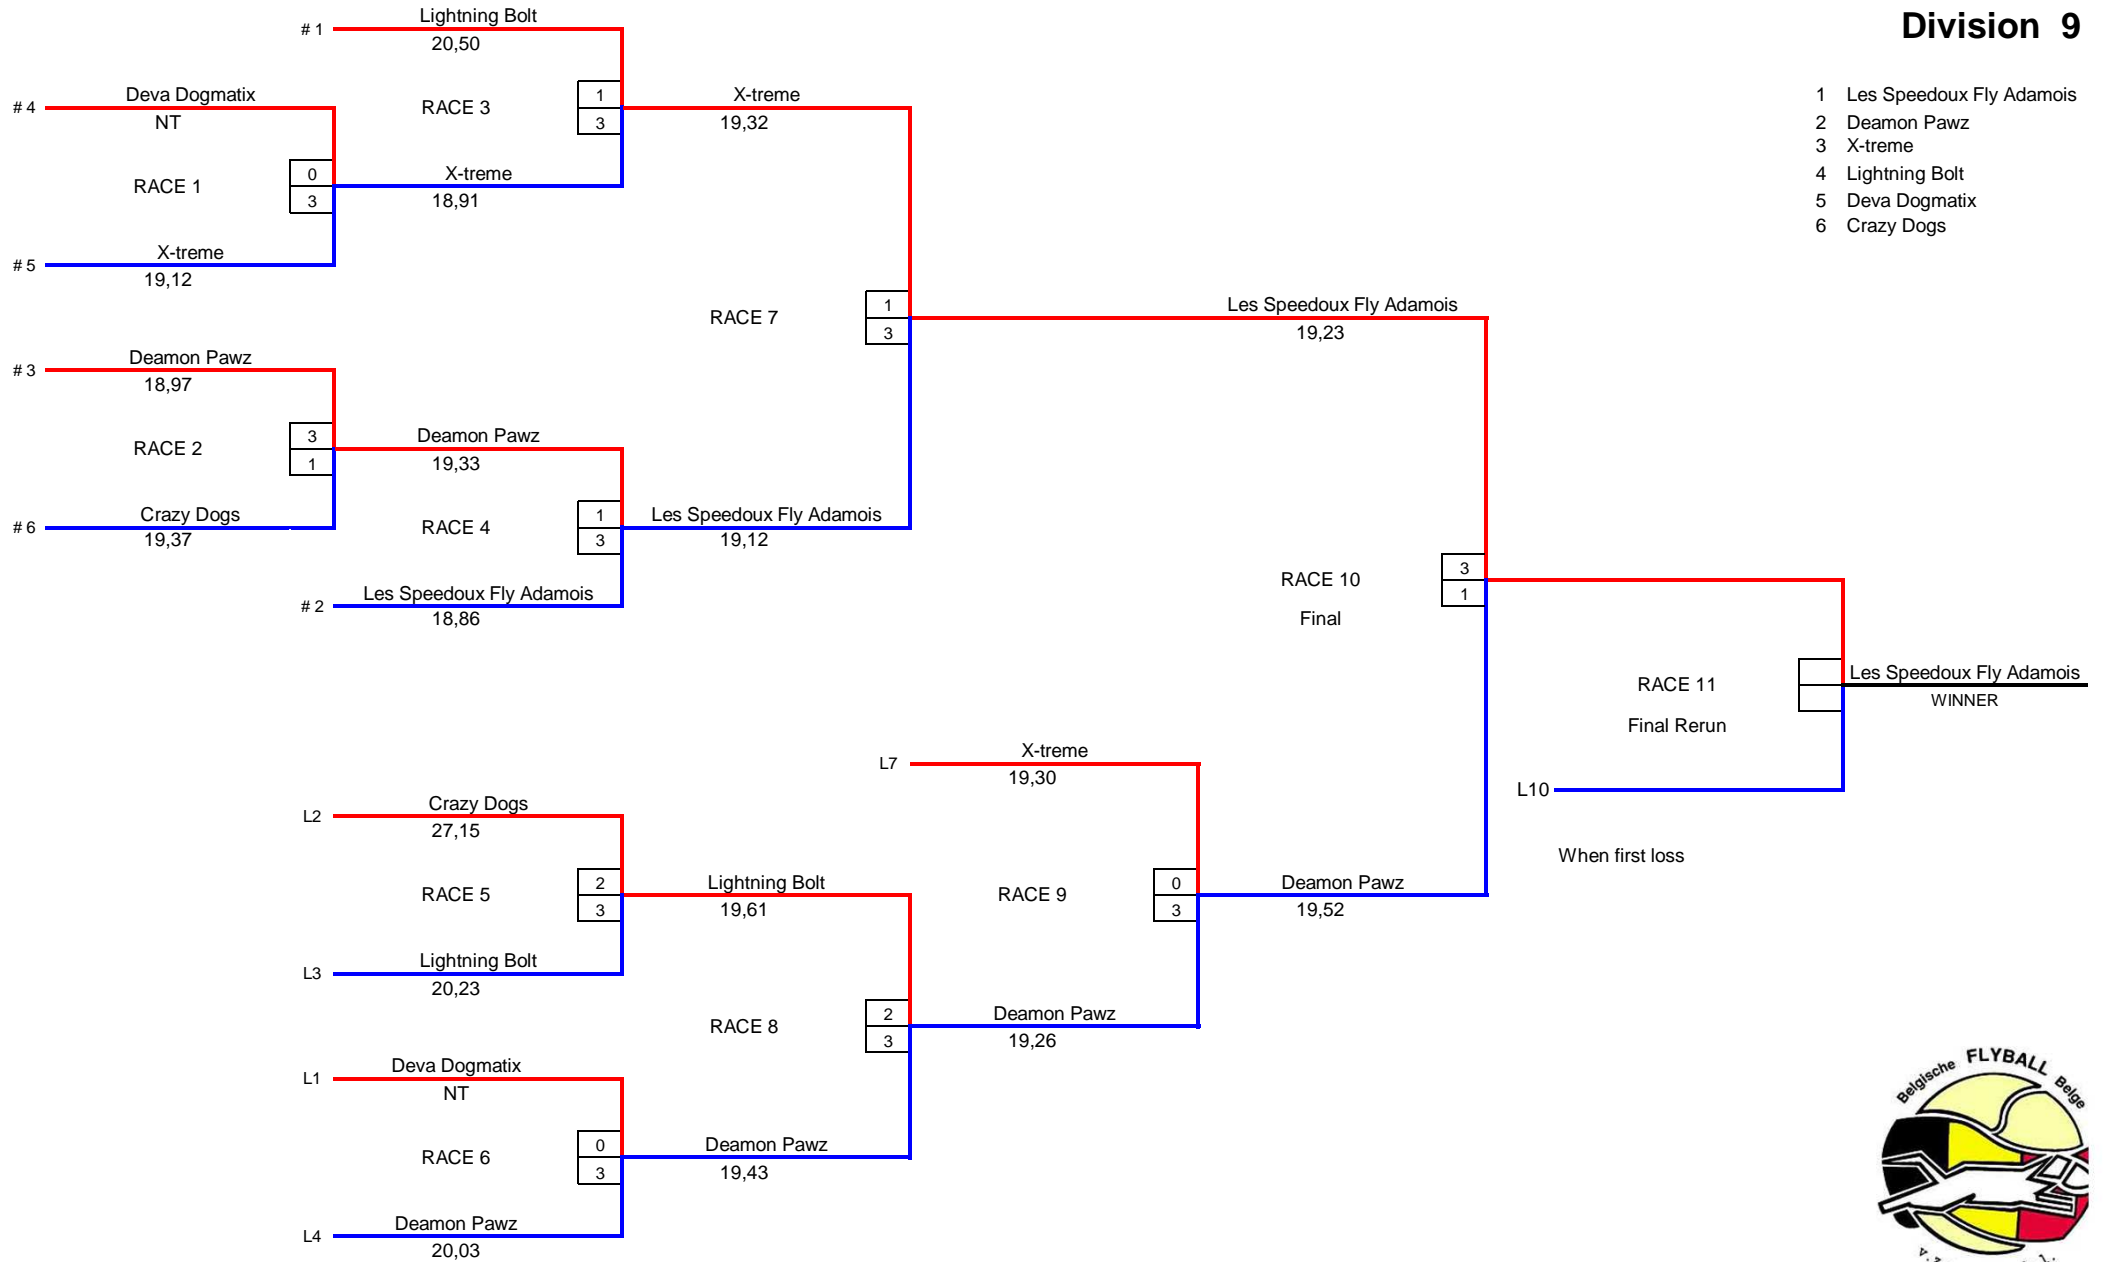 Division 9
1 Les Speedoux Fly Adamois
2 Deamon Pawz
3 X-treme
4 Lightning Bolt
5 Deva Dogmatix
6 Crazy Dogs
# 1
Lightning Bolt
20,50
# 4
Deva Dogmatix
NT
RACE 3
1
3
X-treme
19,32
RACE 1
0
3
X-treme
18,91
# 5
X-treme
19,12
RACE 7
1
3
Les Speedoux Fly Adamois
19,23
# 3
Deamon Pawz
18,97
RACE 2
3
1
Deamon Pawz
19,33
# 6
Crazy Dogs
19,37
RACE 4
1
3
Les Speedoux Fly Adamois
19,12
# 2
Les Speedoux Fly Adamois
18,86
RACE 10
Final
3
1
RACE 11
Final Rerun
Les Speedoux Fly Adamois
WINNER
L7
X-treme
19,30
L10
When first loss
L2
Crazy Dogs
27,15
RACE 5
2
3
Lightning Bolt
19,61
RACE 9
0
3
Deamon Pawz
19,52
L3
Lightning Bolt
20,23
RACE 8
2
3
Deamon Pawz
19,26
L1
Deva Dogmatix
NT
RACE 6
0
3
Deamon Pawz
19,43
L4
Deamon Pawz
20,03
Belgische FLYBALL Belge